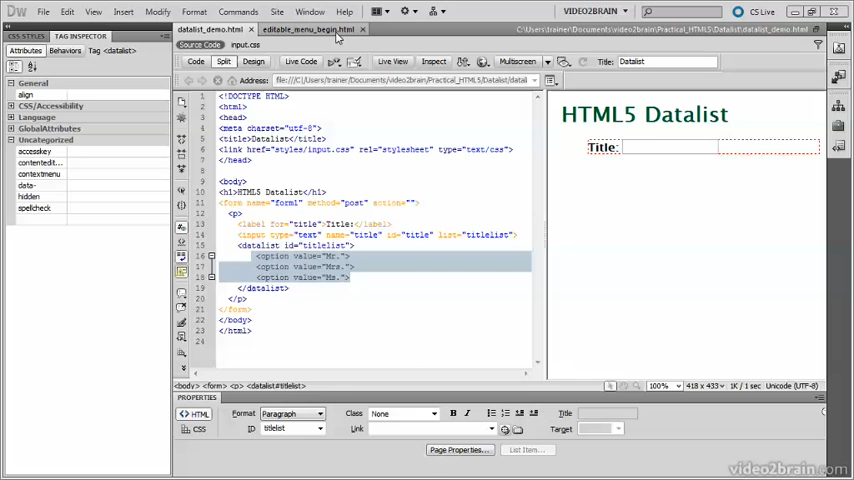 Dw File Edit View Insert Modify Format Commands Site Window Help VIDEO2BRAIN CS Live
datalist_demo.html editable_menu_begin.html C:\Users\trainer\Documents\video2brain\Practical_HTML5\Datalist\datalist_demo.html
Source Code input.css
Code Split Design Live Code Live View Inspect Multiscreen Title: Datalist
Address: file:///C|/Users/trainer/Documents/video2brain/Practical_HTML5/Datalist/datal
TAG INSPECTOR
Attributes Behaviors Tag <datalist>
General
align
CSS/Accessibility
Language
GlobalAttributes
Uncategorized
accesskey
contentedit...
contextmenu
data-
hidden
spellcheck
1 <!DOCTYPE HTML>
2 <html>
3 <head>
4 <meta charset="utf-8">
5 <title>Datalist</title>
6 <link href="styles/input.css" rel="stylesheet" type="text/css">
7 </head>
8
9 <body>
10 <h1>HTML5 Datalist</h1>
11 <form name="form1" method="post" action="">
12 <p>
13 <label for="title">Title:</label>
14 <input type="text" name="title" id="title" list="titlelist">
15 <datalist id="titlelist">
16 <option value="Mr.">
17 <option value="Mrs.">
18 <option value="Ms.">
19 </datalist>
20 </p>
21 </form>
22 </body>
23 </html>
24
HTML5 Datalist
Title:
<body> <form> <p> <datalist#titlelist> 100% 418 x 433 1K / 1 sec Unicode (UTF-8)
PROPERTIES
HTML Format Paragraph Class None B I Title
CSS ID titlelist Link Target
Page Properties... List Item...
video2brain.com